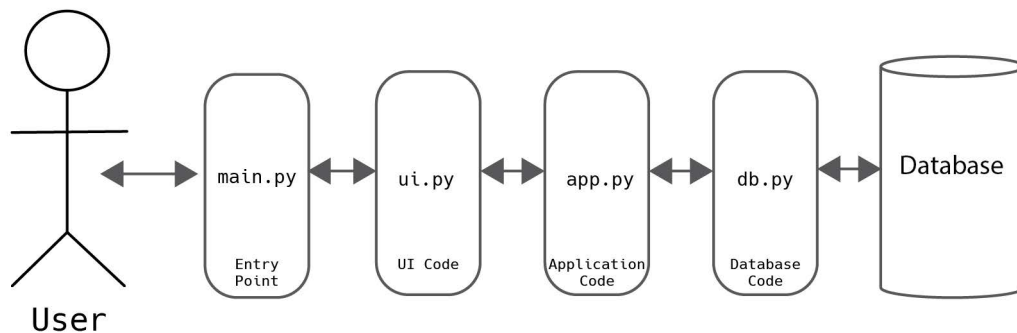 User
main.py
Entry
Point
ui.py
UI Code
app.py
Application
Code
db.py
Database
Code
Database